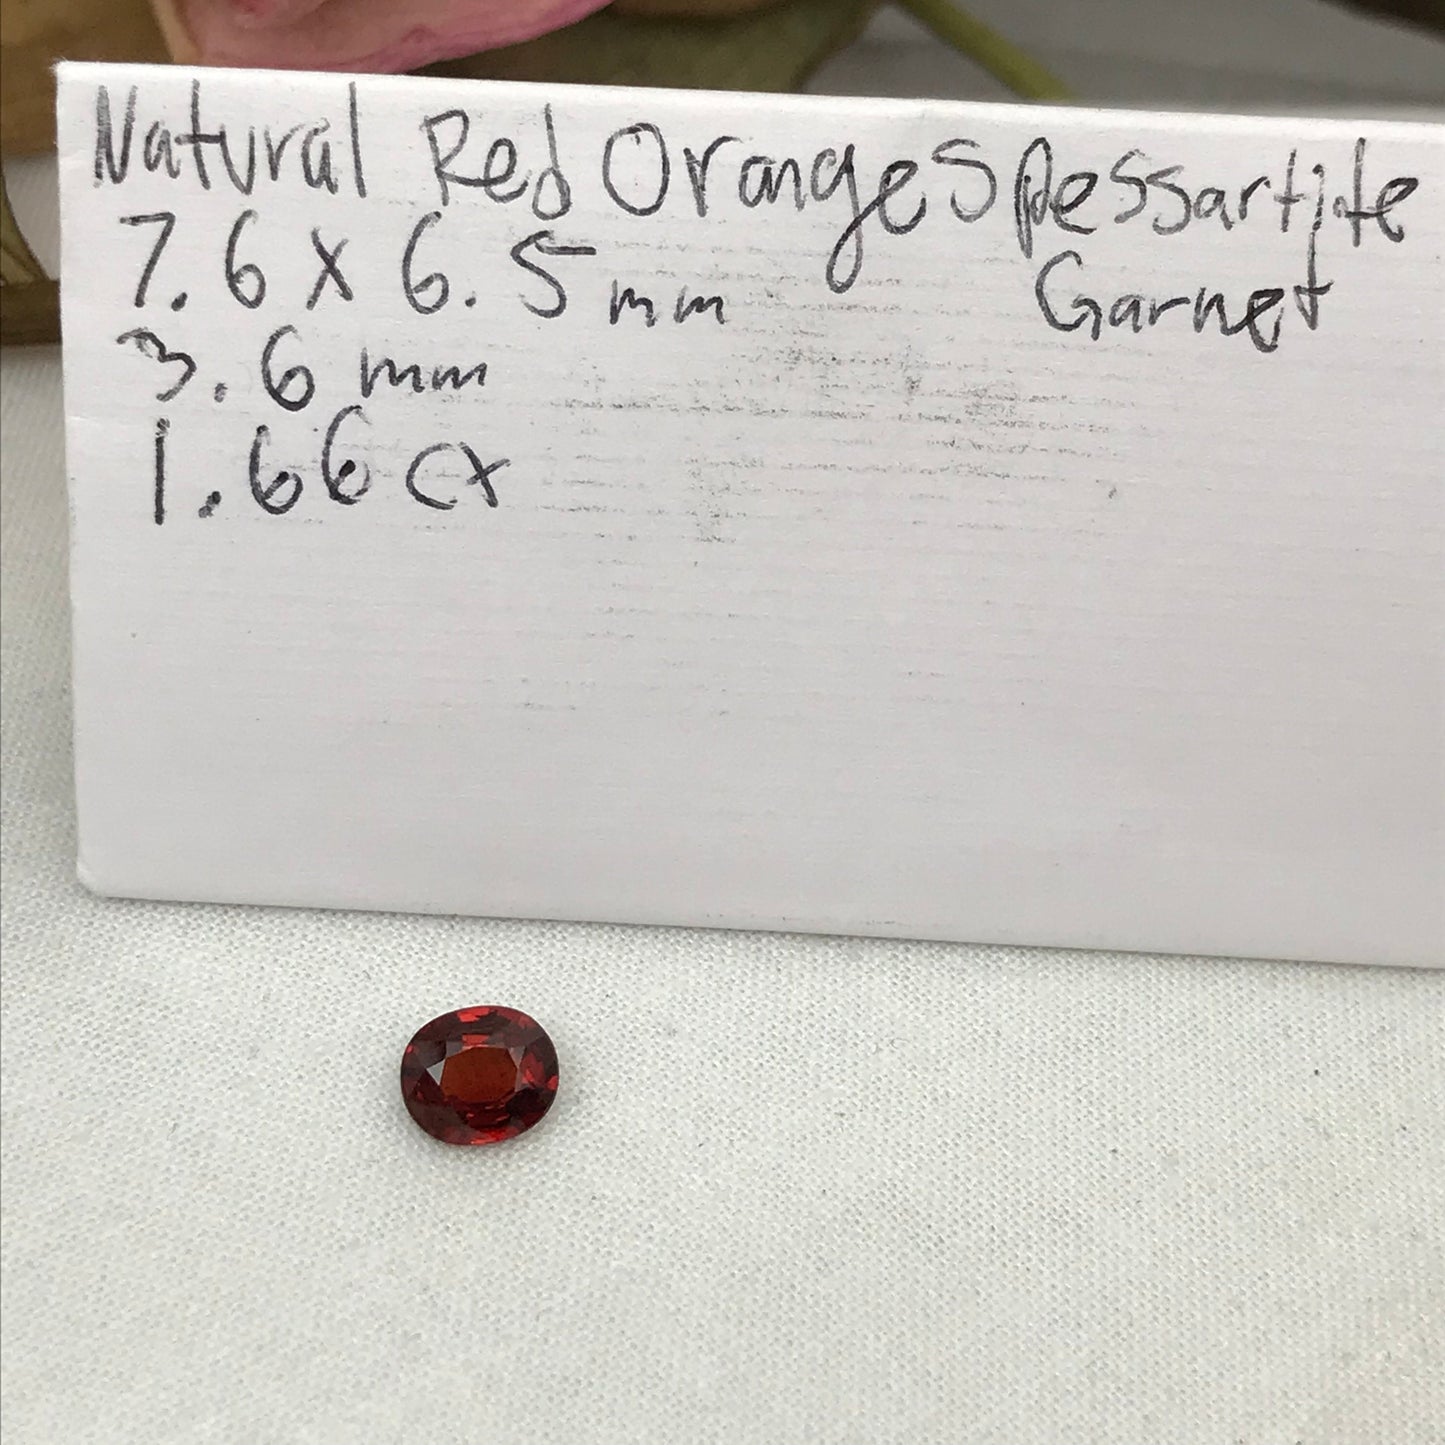 Natural Red Orange Spessartite
Garnet
7.6 x 6.5 mm
3.6 mm
1.66 ct